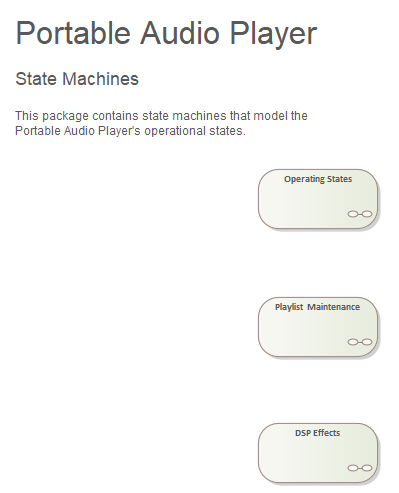 Portable Audio Player
State Machines
This package contains state machines that model the
Portable Audio Player's operational states.
Operating States
Playlist Maintenance
DSP Effects